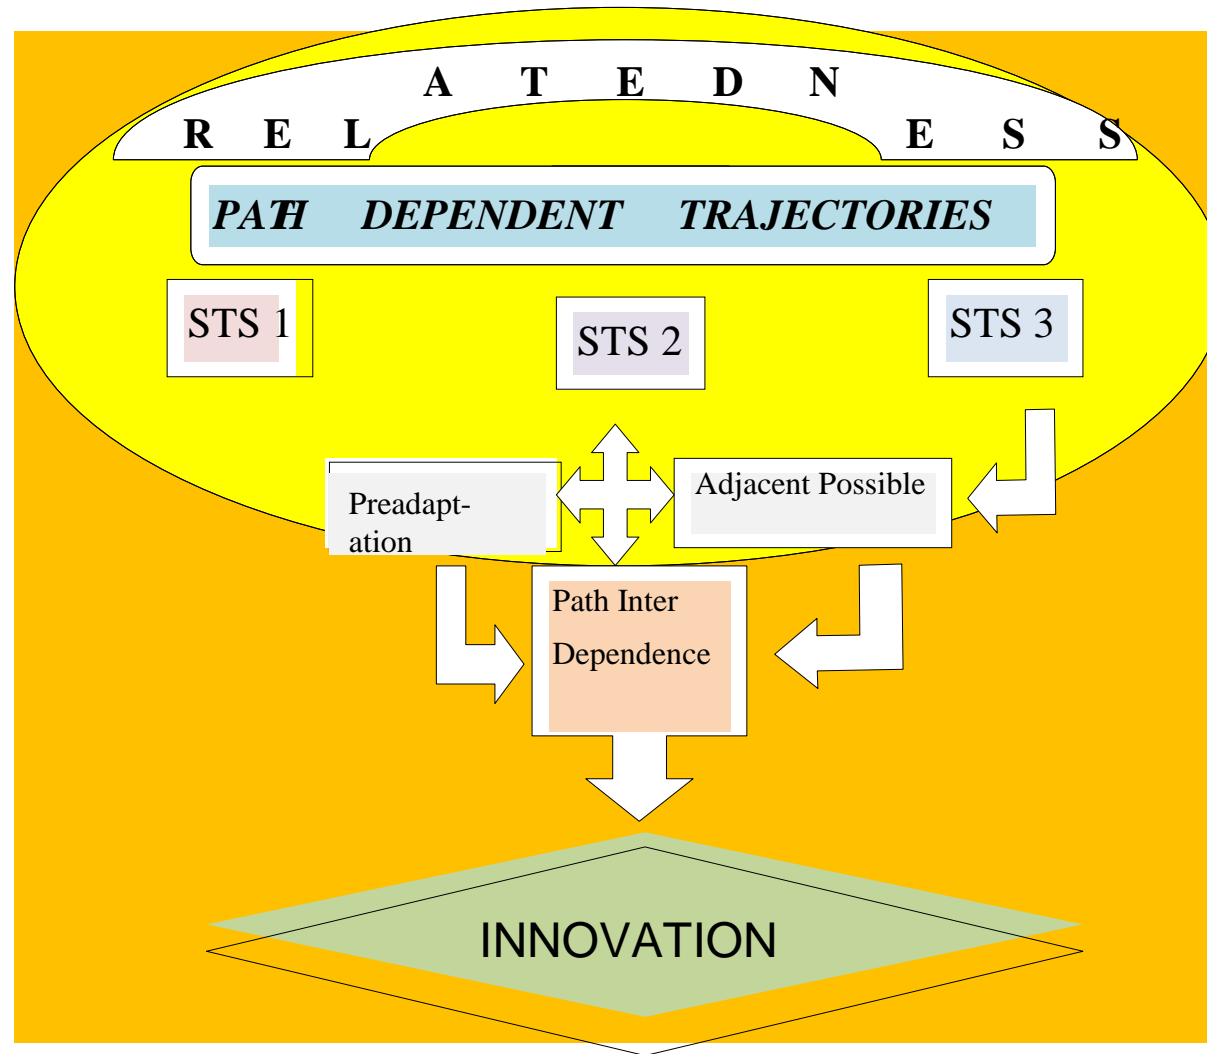 R E L A T E D N E S S
PATH DEPENDENT TRAJECTORIES
STS 1
STS 2
STS 3
Preadapt-
ation
Adjacent Possible
Path Inter
Dependence
INNOVATION